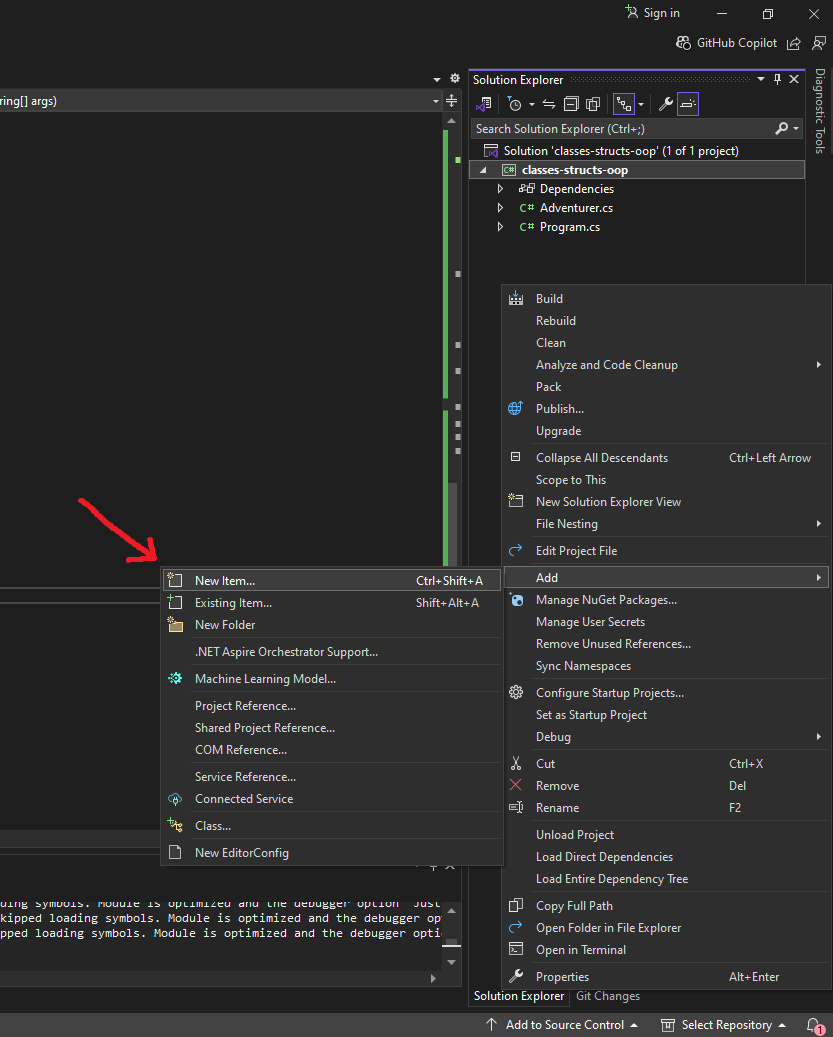 Sign in
GitHub Copilot
Solution Explorer
ring[] args)
Diagnostic Tools
Search Solution Explorer (Ctrl+;)
Solution 'classes-structs-oop' (1 of 1 project)
C# classes-structs-oop
Dependencies
C# Adventurer.cs
C# Program.cs
Build
Rebuild
Clean
Analyze and Code Cleanup
Pack
Publish...
Upgrade
Collapse All Descendants Ctrl+Left Arrow
Scope to This
New Solution Explorer View
File Nesting
Edit Project File
Add
Manage NuGet Packages...
Manage User Secrets
Remove Unused References...
Sync Namespaces
Configure Startup Projects...
Set as Startup Project
Debug
Cut Ctrl+X
Remove Del
Rename F2
Unload Project
Load Direct Dependencies
Load Entire Dependency Tree
Copy Full Path
Open Folder in File Explorer
Open in Terminal
Properties Alt+Enter
New Item... Ctrl+Shift+A
Existing Item... Shift+Alt+A
New Folder
.NET Aspire Orchestrator Support...
Machine Learning Model...
Project Reference...
Shared Project Reference...
COM Reference...
Service Reference...
Connected Service
Class...
New EditorConfig
ding symbols. Module is optimized and the debugger option 'Just
kipped loading symbols. Module is optimized and the debugger opt
pped loading symbols. Module is optimized and the debugger optio
Solution Explorer Git Changes
Add to Source Control Select Repository 1